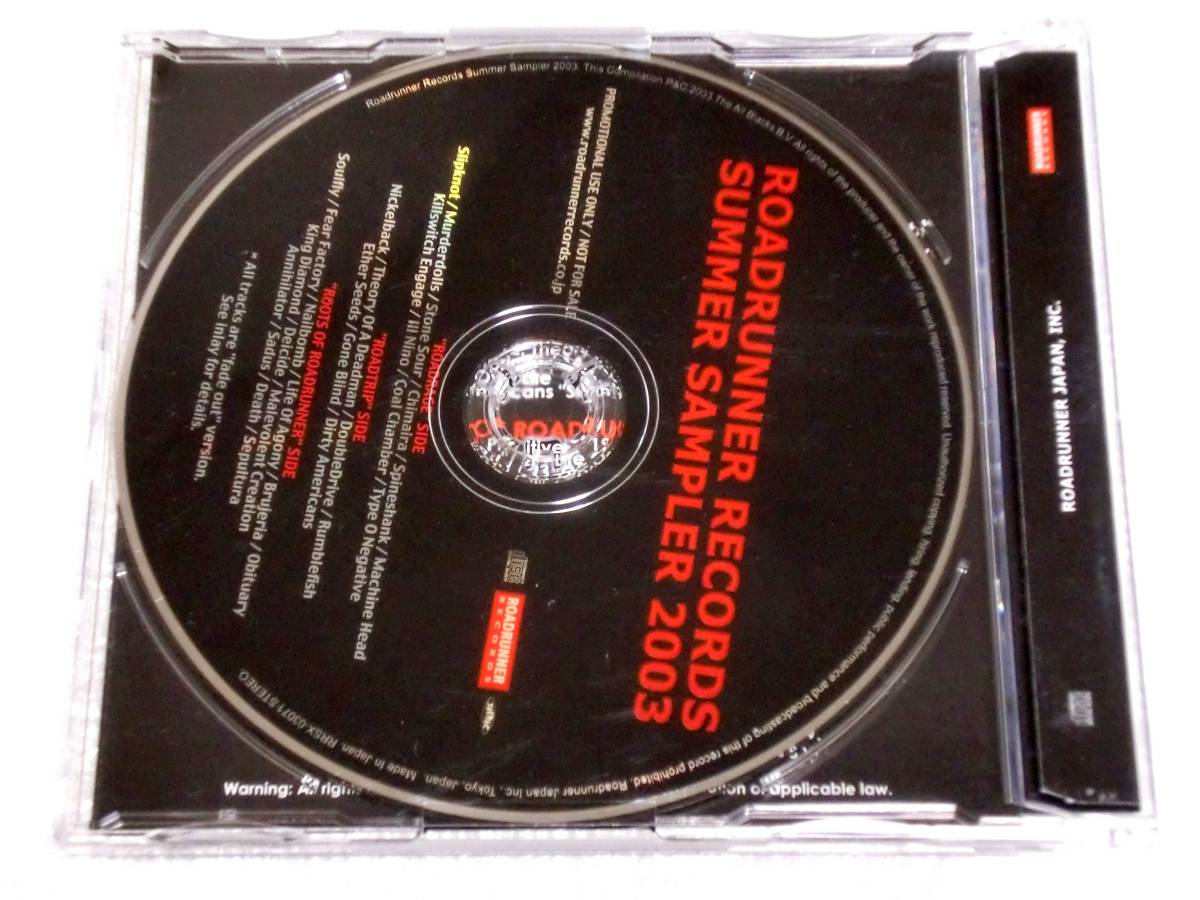 ROADRUNNER RECORDS
SUMMER SAMPLER 2003
PROMOTIONAL USE ONLY / NOT FOR SALE
www.roadrunnerrecords.co.jp
disc
ROADRUNNER
RECORDS
"ROADRAGE" SIDE
Slipknot / Murderdolls / Stone Sour / Chimaira / Spineshank / Machine Head
Killswitch Engage / Ill Nino / Coal Chamber / Type O Negative
"ROADTRIP" SIDE
Nickelback / Theory Of A Deadman / DoubleDrive / Rumblefish
Ether Seeds / Gone Blind / Dirty Americans
"ROOTS OF ROADRUNNER" SIDE
Soulfly / Fear Factory / Nailbomb / Life Of Agony / Brujeria / Obituary
King Diamond / Deicide / Malevolent Creation
Annihilator / Sadus / Death / Sepultura
* All tracks are "fade out" version.
See inlay for details.
Roadrunner Records Summer Sampler 2003. This Compilation P&C 2003 The All Blacks B.V. All rights of the producer and the owner of the work reproduced reserved. Unauthorized copying, hiring, lending, public performance and broadcasting of this record prohibited. Roadrunner Japan Inc., Tokyo, Japan. Made In Japan. RRSX-03071 STEREO
Warning: All rights
of applicable law.
ROADRUNNER
RECORDS
ROADRUNNER JAPAN, INC.